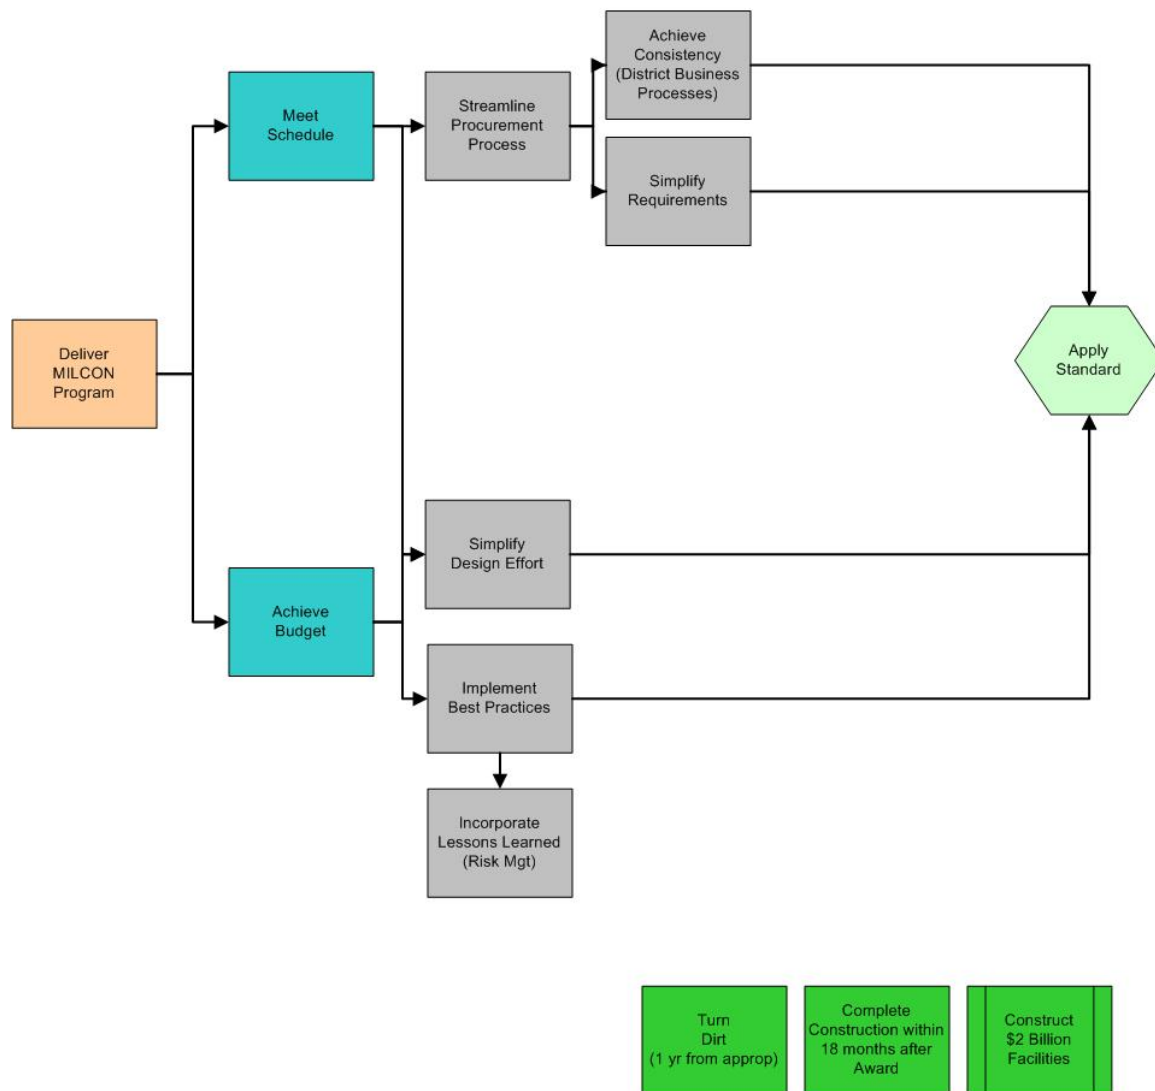 Achieve
Consistency
(District Business
Processes)
Meet
Schedule
Streamline
Procurement
Process
Simplify
Requirements
Deliver
MILCON
Program
Apply
Standard
Simplify
Design Effort
Achieve
Budget
Implement
Best Practices
Incorporate
Lessons Learned
(Risk Mgt)
Turn
Dirt
(1 yr from approp)
Complete
Construction within
18 months after
Award
Construct
$2 Billion
Facilities